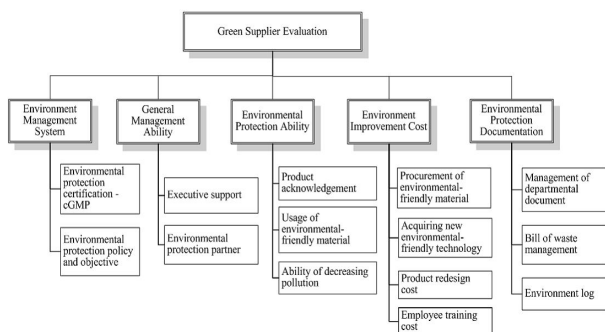 Green Supplier Evaluation
Environment
Management
System
General
Management
Ability
Environmental
Protection Ability
Environment
Improvement Cost
Environmental
Protection
Documentation
Environmental
protection
certification -
cGMP
Environmental
protection policy
and objective
Executive support
Environmental
protection partner
Product
acknowledgement
Usage of
environmental-
friendly material
Ability of decreasing
pollution
Procurement of
environmental-
friendly material
Acquiring new
environmental-
friendly technology
Product redesign
cost
Employee training
cost
Management of
departmental
document
Bill of waste
management
Environment log